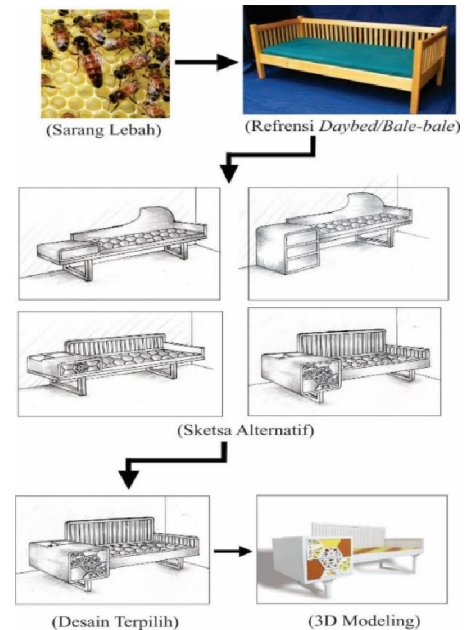 (Sarang Lebah)
(Refrensi Daybed/Bale-bale)
(Sketsa Alternatif)
(Desain Terpilih)
(3D Modeling)